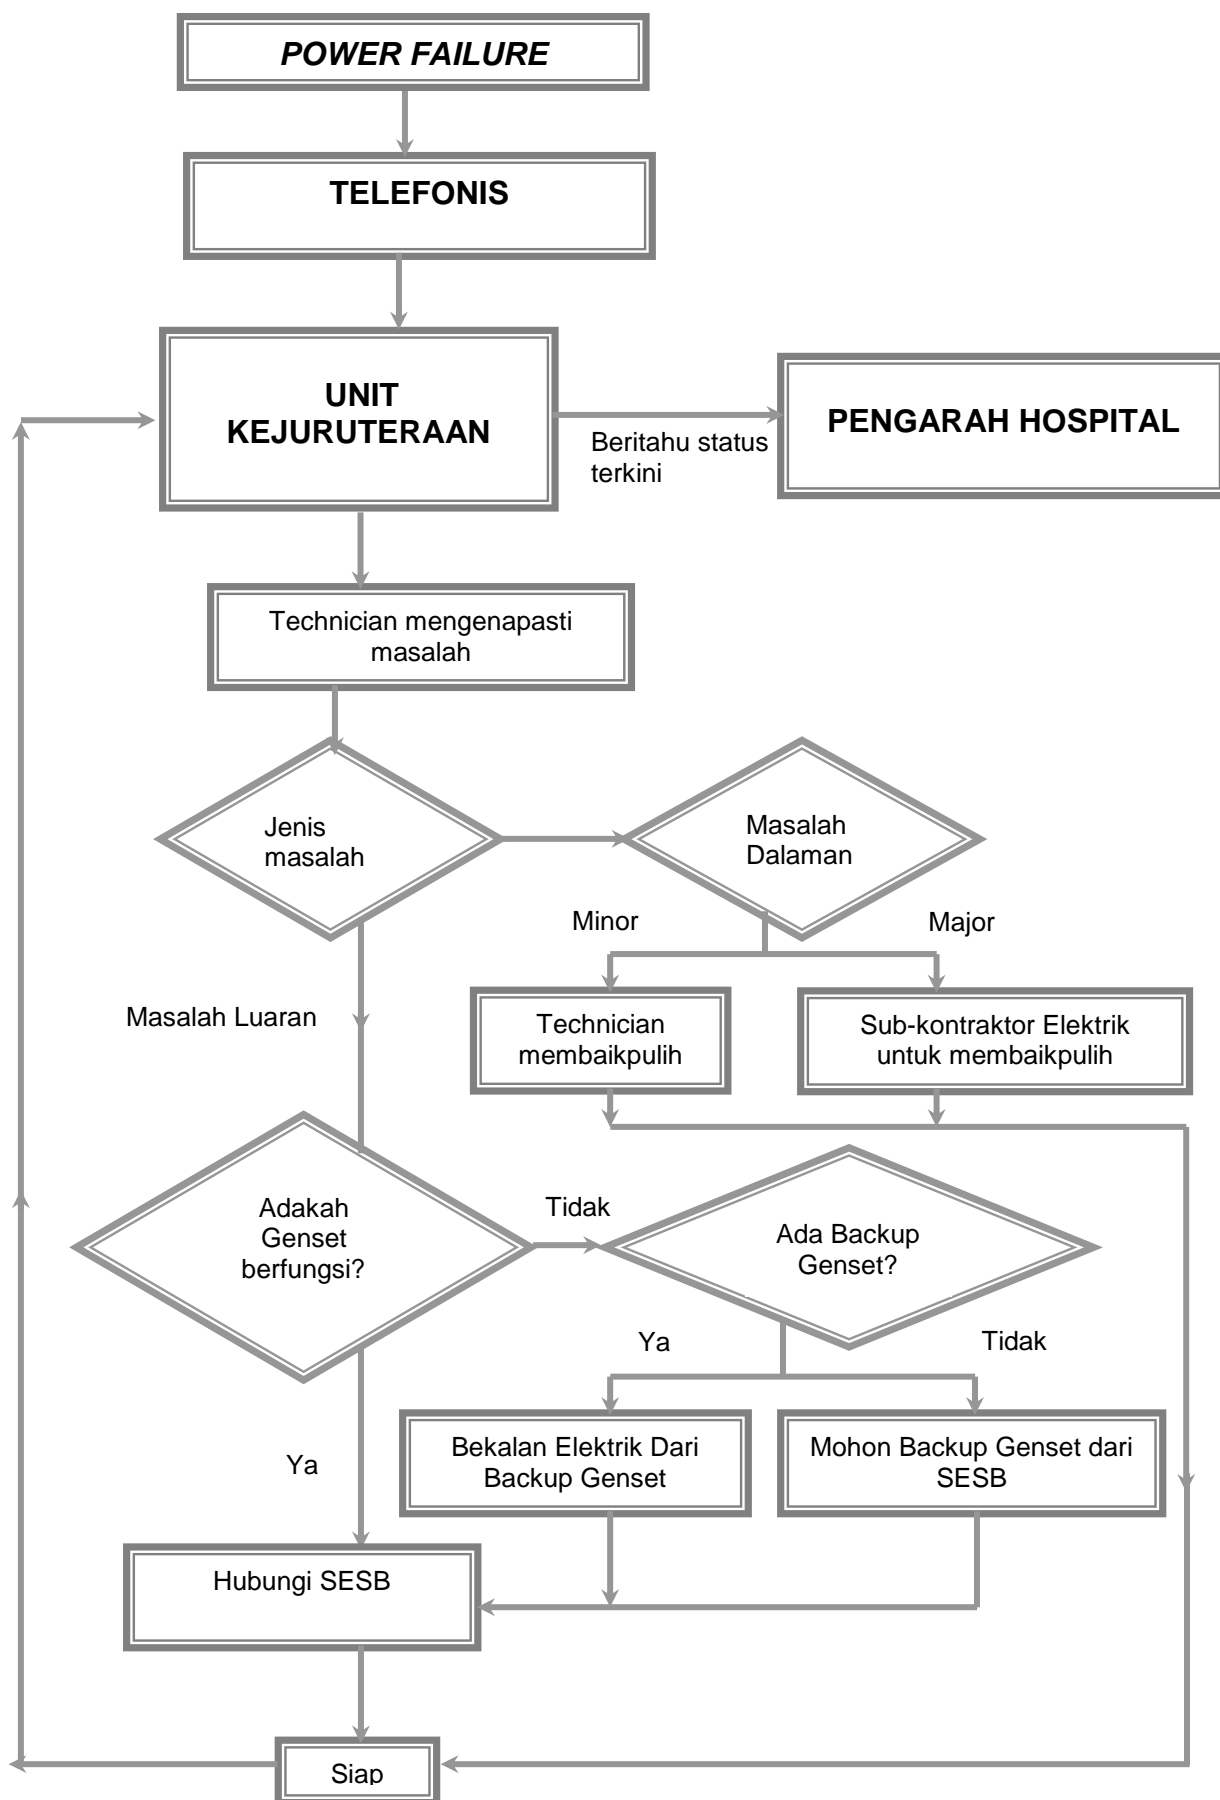 POWER FAILURE
TELEFONIS
UNIT
KEJURUTERAAN
PENGARAH HOSPITAL
Beritahu status
terkini
Technician mengenapasti
masalah
Jenis
masalah
Masalah
Dalaman
Minor
Major
Masalah Luaran
Technician
membaikpulih
Sub-kontraktor Elektrik
untuk membaikpulih
Adakah
Genset
berfungsi?
Tidak
Ada Backup
Genset?
Ya
Tidak
Bekalan Elektrik Dari
Backup Genset
Mohon Backup Genset dari
SESB
Ya
Hubungi SESB
Siap